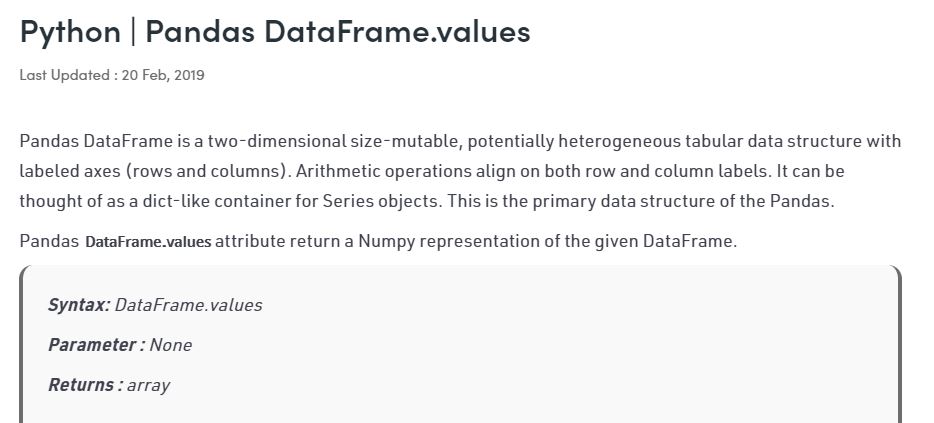 Python | Pandas DataFrame.values
Last Updated : 20 Feb, 2019
Pandas DataFrame is a two-dimensional size-mutable, potentially heterogeneous tabular data structure with
labeled axes (rows and columns). Arithmetic operations align on both row and column labels. It can be
thought of as a dict-like container for Series objects. This is the primary data structure of the Pandas.
Pandas DataFrame.values attribute return a Numpy representation of the given DataFrame.
Syntax: DataFrame.values
Parameter : None
Returns : array